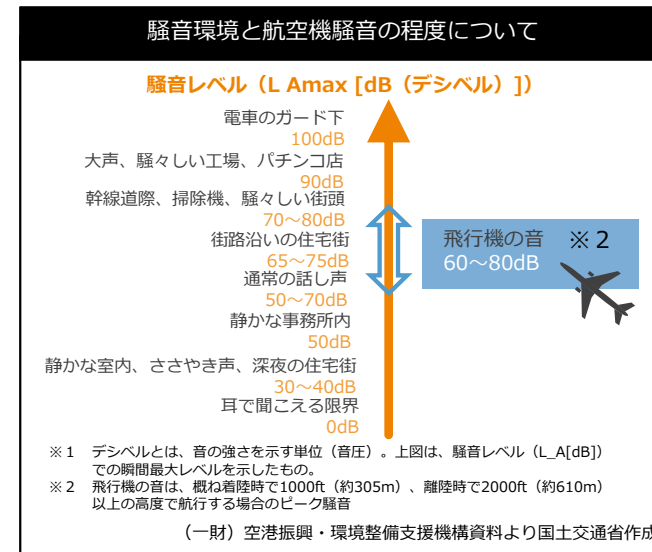 騒音環境と航空機騒音の程度について
騒音レベル（L Amax [dB（デシベル）]）
電車のガード下
100dB
大声、騒々しい工場、パチンコ店
90dB
幹線道際、掃除機、騒々しい街頭
70～80dB
街路沿いの住宅街
65～75dB
通常の話し声
50～70dB
静かな事務所内
50dB
静かな室内、ささやき声、深夜の住宅街
30～40dB
耳で聞こえる限界
0dB
飛行機の音　※２
60～80dB
※１　デシベルとは、音の強さを示す単位（音圧）。上図は、騒音レベル（L_A[dB]）
での瞬間最大レベルを示したもの。
※２　飛行機の音は、概ね着陸時で1000ft（約305m）、離陸時で2000ft（約610m）
以上の高度で航行する場合のピーク騒音
（一財）空港振興・環境整備支援機構資料より国土交通省作成